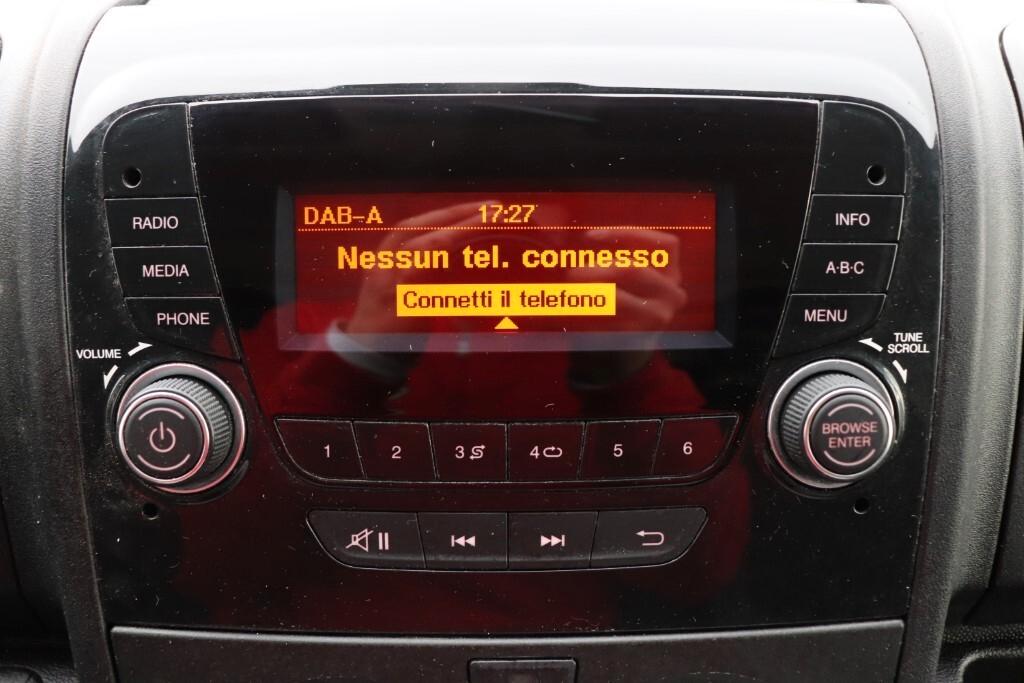 DAB-A 17:27
Nessun tel. connesso
Connetti il telefono
RADIO
MEDIA
PHONE
VOLUME
INFO
A·B·C
MENU
TUNE
SCROLL
BROWSE
ENTER
1 2 3 4 5 6